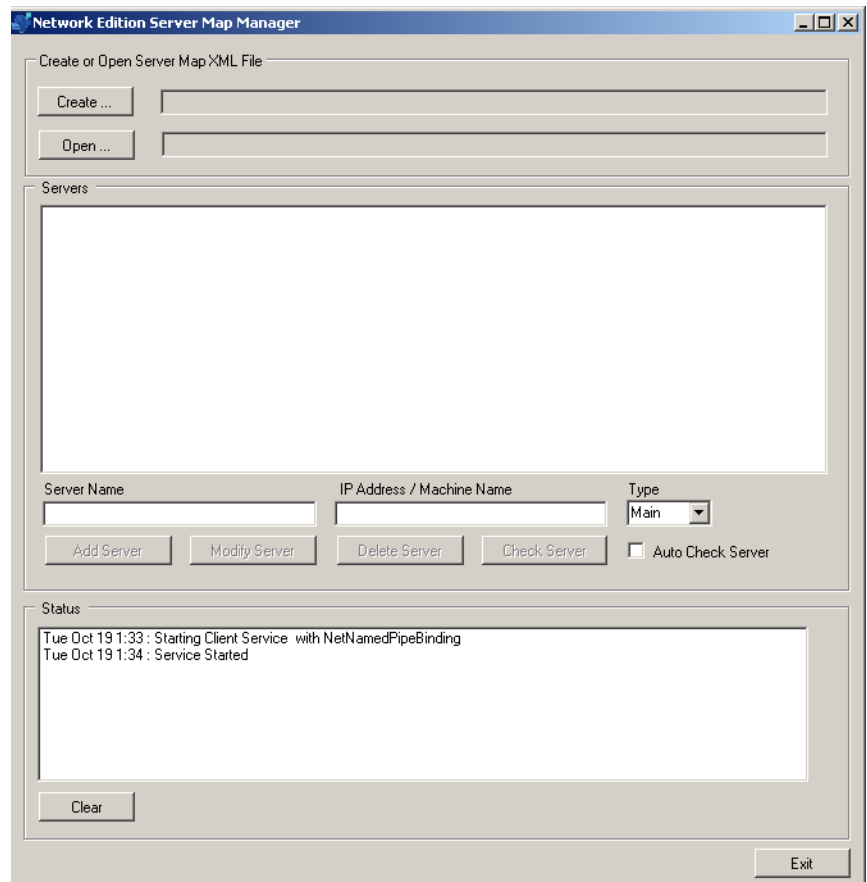 Network Edition Server Map Manager
Create or Open Server Map XML File
Create ...
Open ...
Servers
Server Name IP Address / Machine Name Type
Main
Add Server Modify Server Delete Server Check Server Auto Check Server
Status
Tue Oct 19 1:33 : Starting Client Service  with NetNamedPipeBinding
Tue Oct 19 1:34 : Service Started
Clear
Exit